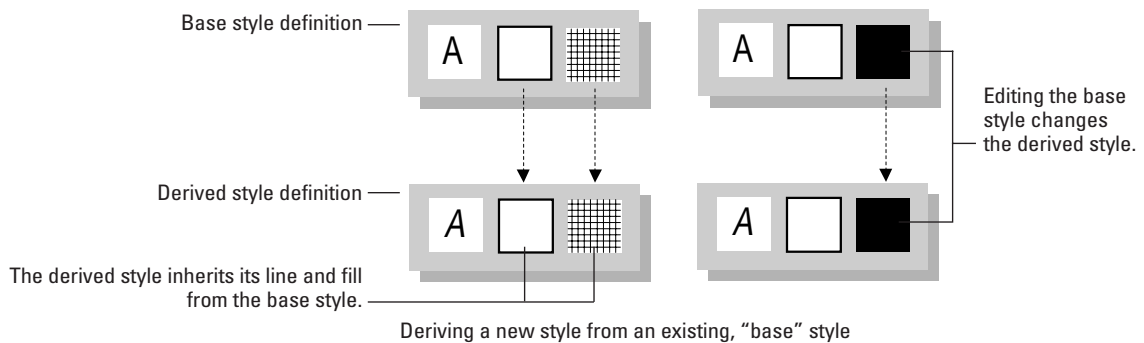 Base style definition
A
A
Editing the base
style changes
the derived style.
Derived style definition
A
A
The derived style inherits its line and fill
from the base style.
Deriving a new style from an existing, “base” style